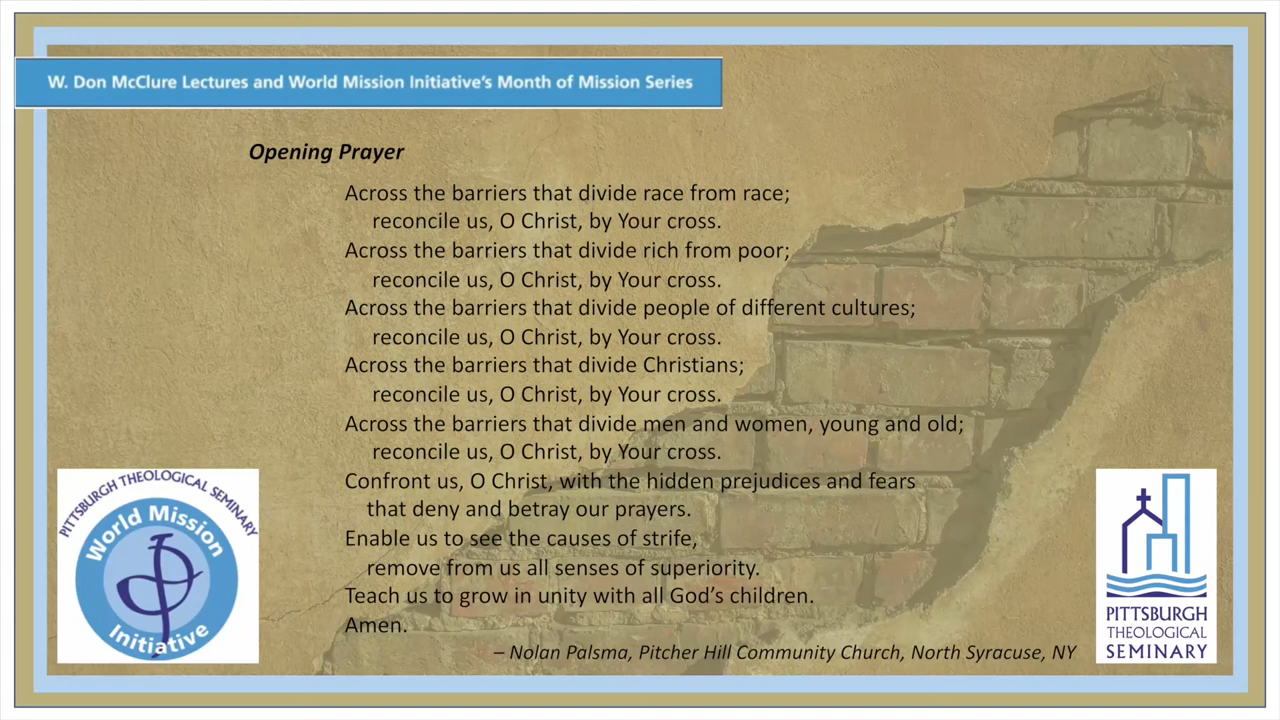 W. Don McClure Lectures and World Mission Initiative's Month of Mission Series
Opening Prayer
Across the barriers that divide race from race;
reconcile us, O Christ, by Your cross.
Across the barriers that divide rich from poor;
reconcile us, O Christ, by Your cross.
Across the barriers that divide people of different cultures;
reconcile us, O Christ, by Your cross.
Across the barriers that divide Christians;
reconcile us, O Christ, by Your cross.
Across the barriers that divide men and women, young and old;
reconcile us, O Christ, by Your cross.
Confront us, O Christ, with the hidden prejudices and fears
that deny and betray our prayers.
Enable us to see the causes of strife,
remove from us all senses of superiority.
Teach us to grow in unity with all God's children.
Amen.
– Nolan Palsma, Pitcher Hill Community Church, North Syracuse, NY
PITTSBURGH THEOLOGICAL SEMINARY
World Mission
Initiative
PITTSBURGH
THEOLOGICAL
SEMINARY